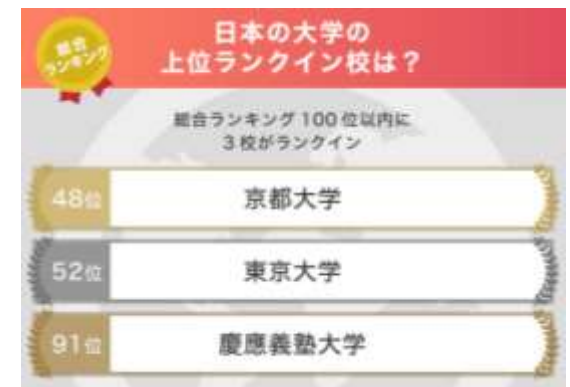 総合
ランキング
日本の大学の
上位ランクイン校は？
総合ランキング 100 位以内に
3 校がランクイン
48位
京都大学
52位
東京大学
91位
慶應義塾大学